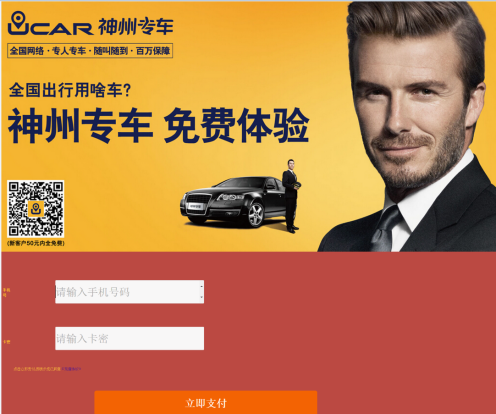 UCAR 神州专车
全国网络·专人专车·随叫随到·百万保障
全国出行用啥车?
神州专车 免费体验
(新客户50元内全免费)
请输入手机号码
卡密
请输入卡密
立即支付